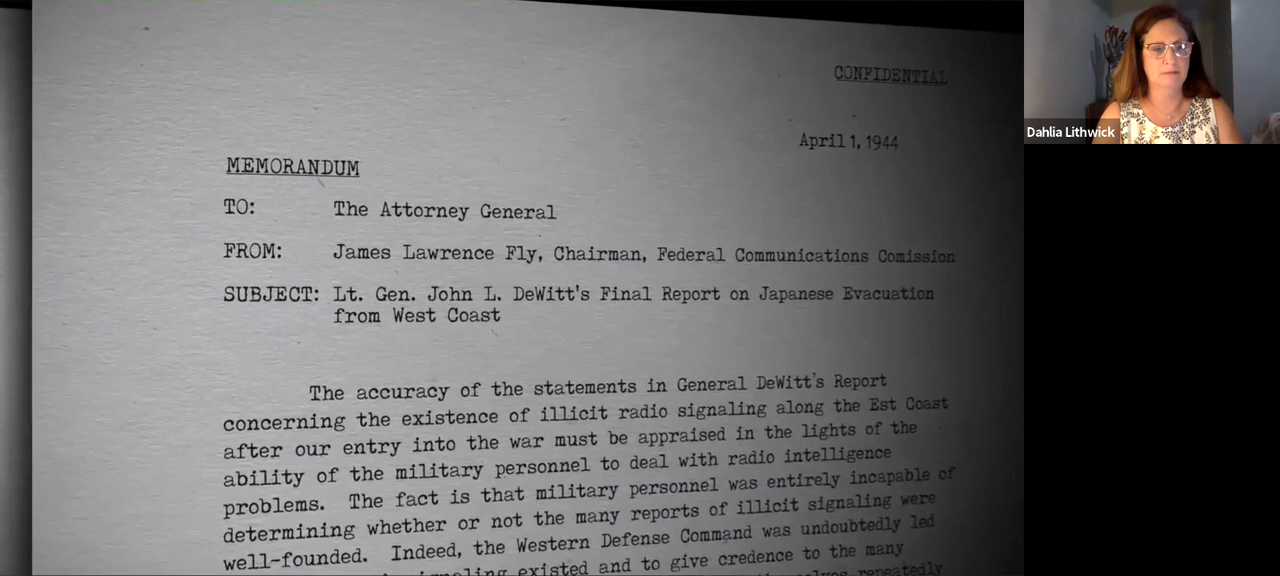 CONFIDENTIAL
April 1, 1944
MEMORANDUM
TO: The Attorney General
FROM: James Lawrence Fly, Chairman, Federal Communications Comission
SUBJECT: Lt. Gen. John L. DeWitt's Final Report on Japanese Evacuation
from West Coast
The accuracy of the statements in General DeWitt's Report
concerning the existence of illicit radio signaling along the Est Coast
after our entry into the war must be appraised in the lights of the
ability of the military personnel to deal with radio intelligence
problems. The fact is that military personnel was entirely incapable of
determining whether or not the many reports of illicit signaling were
well-founded. Indeed, the Western Defense Command was undoubtedly led
signaling existed and to give credence to the many
repeatedly
Dahlia Lithwick